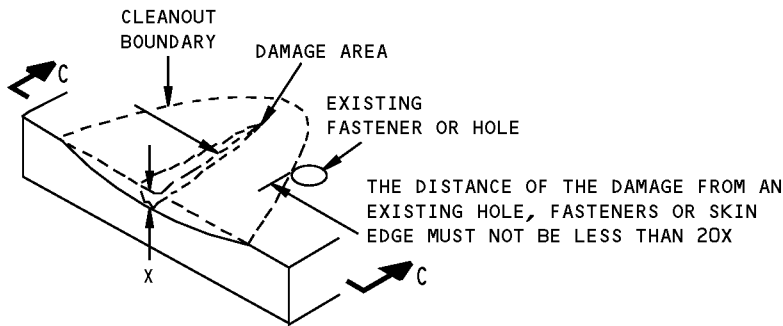 CLEANOUT
BOUNDARY
DAMAGE AREA
C
EXISTING
FASTENER OR HOLE
THE DISTANCE OF THE DAMAGE FROM AN
EXISTING HOLE, FASTENERS OR SKIN
EDGE MUST NOT BE LESS THAN 20X
X
C